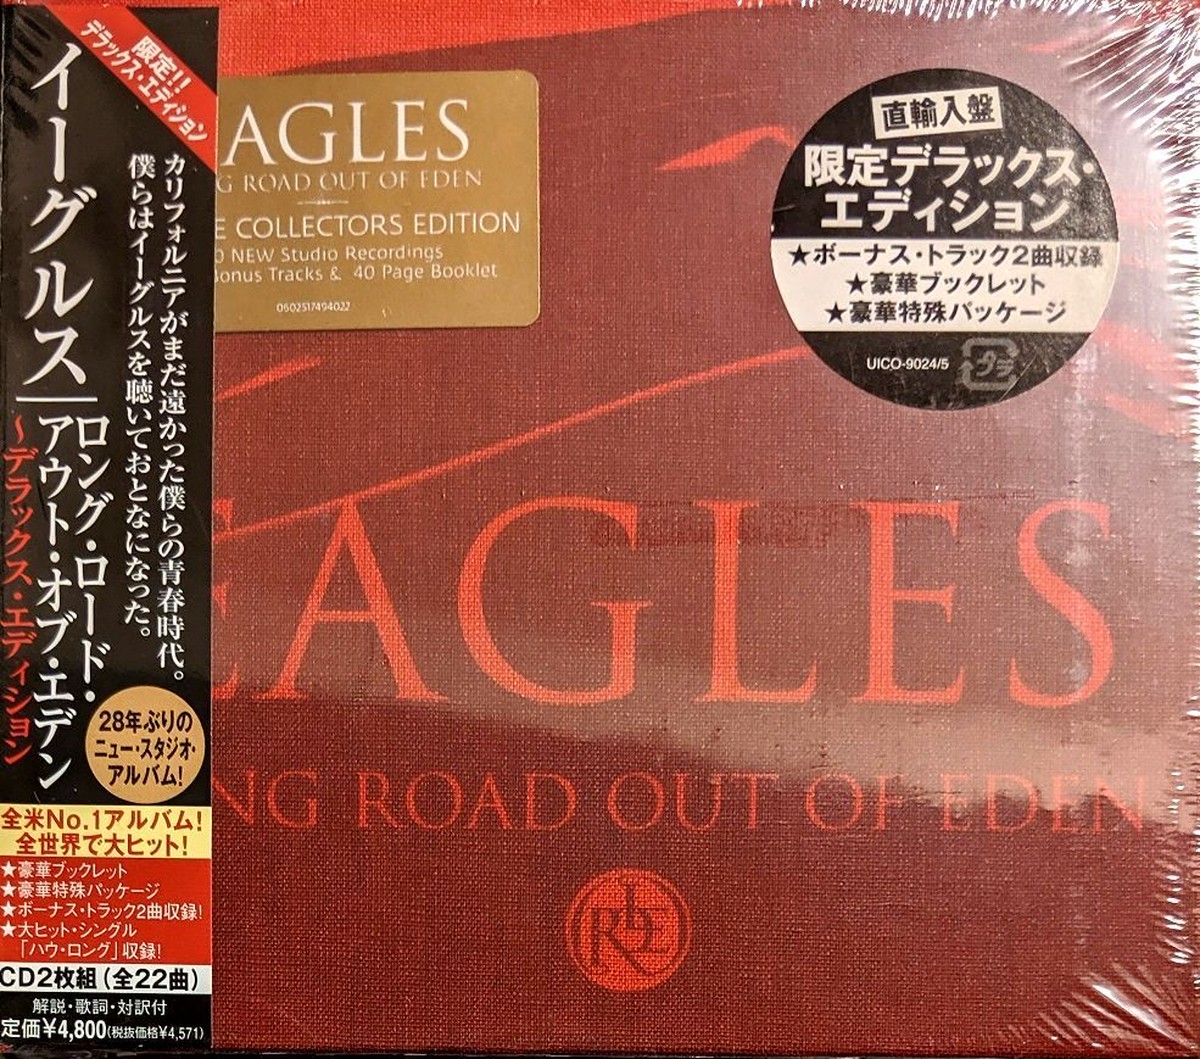 限定!!
デラックス・エディション
イーグルス
ロング・ロード・
アウト・オブ・エデン
~デラックス・エディション
カリフォルニアがまだ遠かった僕らの青春時代。
僕らはイーグルスを聴いておとなになった。
28年ぶりの
ニュー・スタジオ・
アルバム!
全米No.1アルバム!
全世界で大ヒット!
★豪華ブックレット
★豪華特殊パッケージ
★ボーナス・トラック2曲収録!
★大ヒット・シングル
「ハウ・ロング」収録!
CD2枚組(全22曲)
解説・歌詞・対訳付
定価¥4,800(税抜価格¥4,571)
AGLES
G ROAD OUT OF EDEN
E COLLECTORS EDITION
0 NEW Studio Recordings
Bonus Tracks & 40 Page Booklet
0602517494022
直輸入盤
限定デラックス・
エディション
★ボーナス・トラック2曲収録
★豪華ブックレット
★豪華特殊パッケージ
UICO-9024/5
プラ
EAGLES
NG ROAD OUT OF EDEN